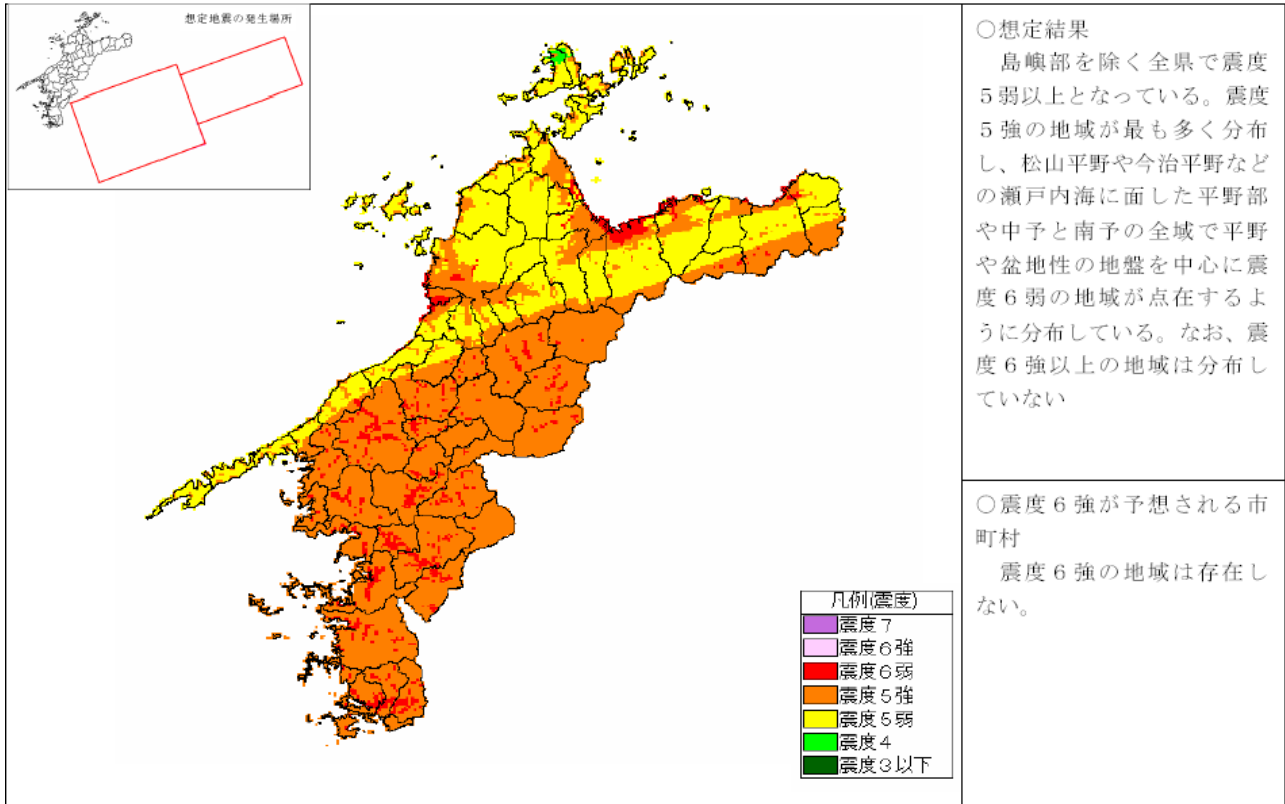 想定地震の発生場所
○想定結果
島嶼部を除く全県で震度
５弱以上となっている。震度
５強の地域が最も多く分布
し、松山平野や今治平野など
の瀬戸内海に面した平野部
や中予と南予の全域で平野
や盆地性の地盤を中心に震
度６弱の地域が点在するよ
うに分布している。なお、震
度６強以上の地域は分布し
ていない
○震度６強が予想される市
町村
震度６強の地域は存在し
ない。
凡例(震度)
震度７
震度６強
震度６弱
震度５強
震度５弱
震度４
震度３以下